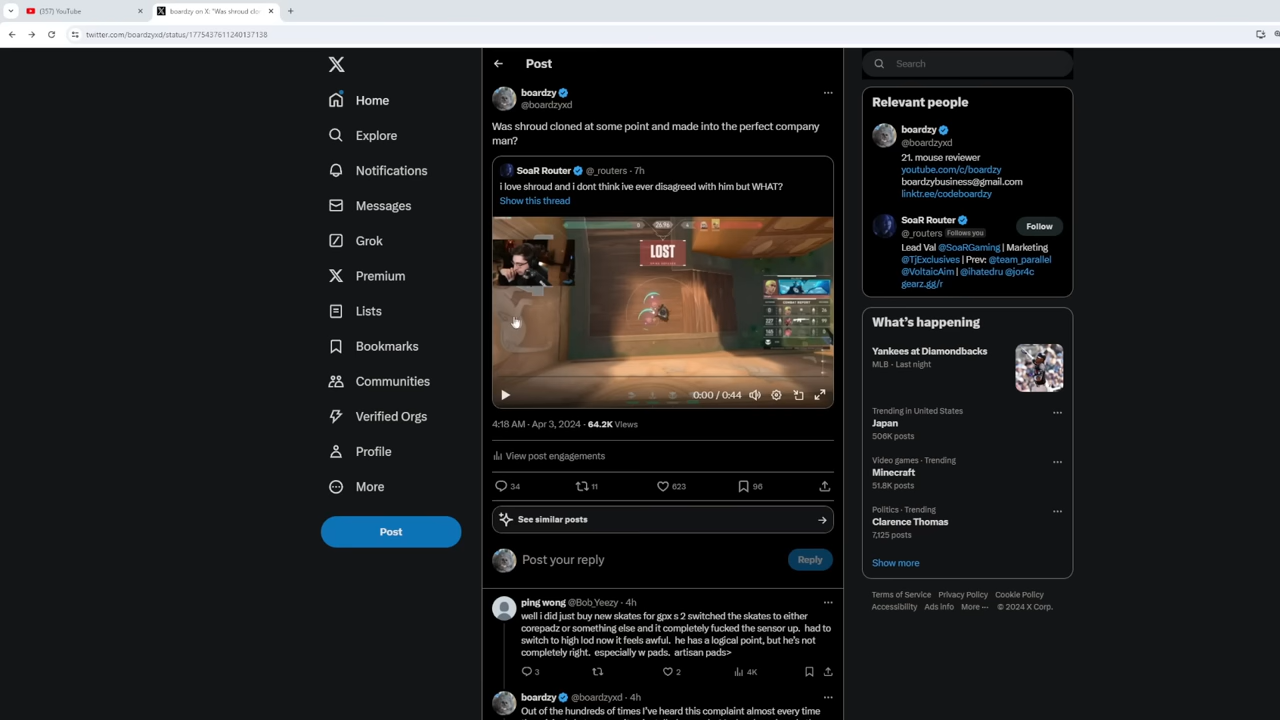 (357) YouTube
boardzy on X: "Was shroud clo
twitter.com/boardzyxd/status/1775437611240137138
Home
Explore
Notifications
Messages
Grok
Premium
Lists
Bookmarks
Communities
Verified Orgs
Profile
More
Post
Post
boardzy
@boardzyxd
Was shroud cloned at some point and made into the perfect company
man?
SoaR Router @_routers · 7h
i love shroud and i dont think ive ever disagreed with him but WHAT?
Show this thread
LOST
0:00 / 0:44
4:18 AM · Apr 3, 2024 · 64.2K Views
View post engagements
34 11 623 96
See similar posts
Post your reply
Reply
ping wong @Bob_Yeezy · 4h
well i did just buy new skates for gpx s 2 switched the skates to either
corepadz or something else and it completely fucked the sensor up. had to
switch to high lod now it feels awful. he has a logical point, but he's not
completely right. especially w pads. artisan pads>
3 2 4K
boardzy @boardzyxd · 4h
Out of the hundreds of times I've heard this complaint almost every time
Search
Relevant people
boardzy
@boardzyxd
21. mouse reviewer
youtube.com/c/boardzy
boardzybusiness@gmail.com
linktr.ee/codeboardzy
SoaR Router
@_routers Follows you
Follow
Lead Val @SoaRGaming | Marketing
@TjExclusives | Prev: @team_parallel
@VoltaicAim | @ihatedru @jor4c
gearz.gg/r
What's happening
Yankees at Diamondbacks
MLB · Last night
Trending in United States
Japan
506K posts
Video games · Trending
Minecraft
51.8K posts
Politics · Trending
Clarence Thomas
7,125 posts
Show more
Terms of Service Privacy Policy Cookie Policy
Accessibility Ads info More ··· © 2024 X Corp.